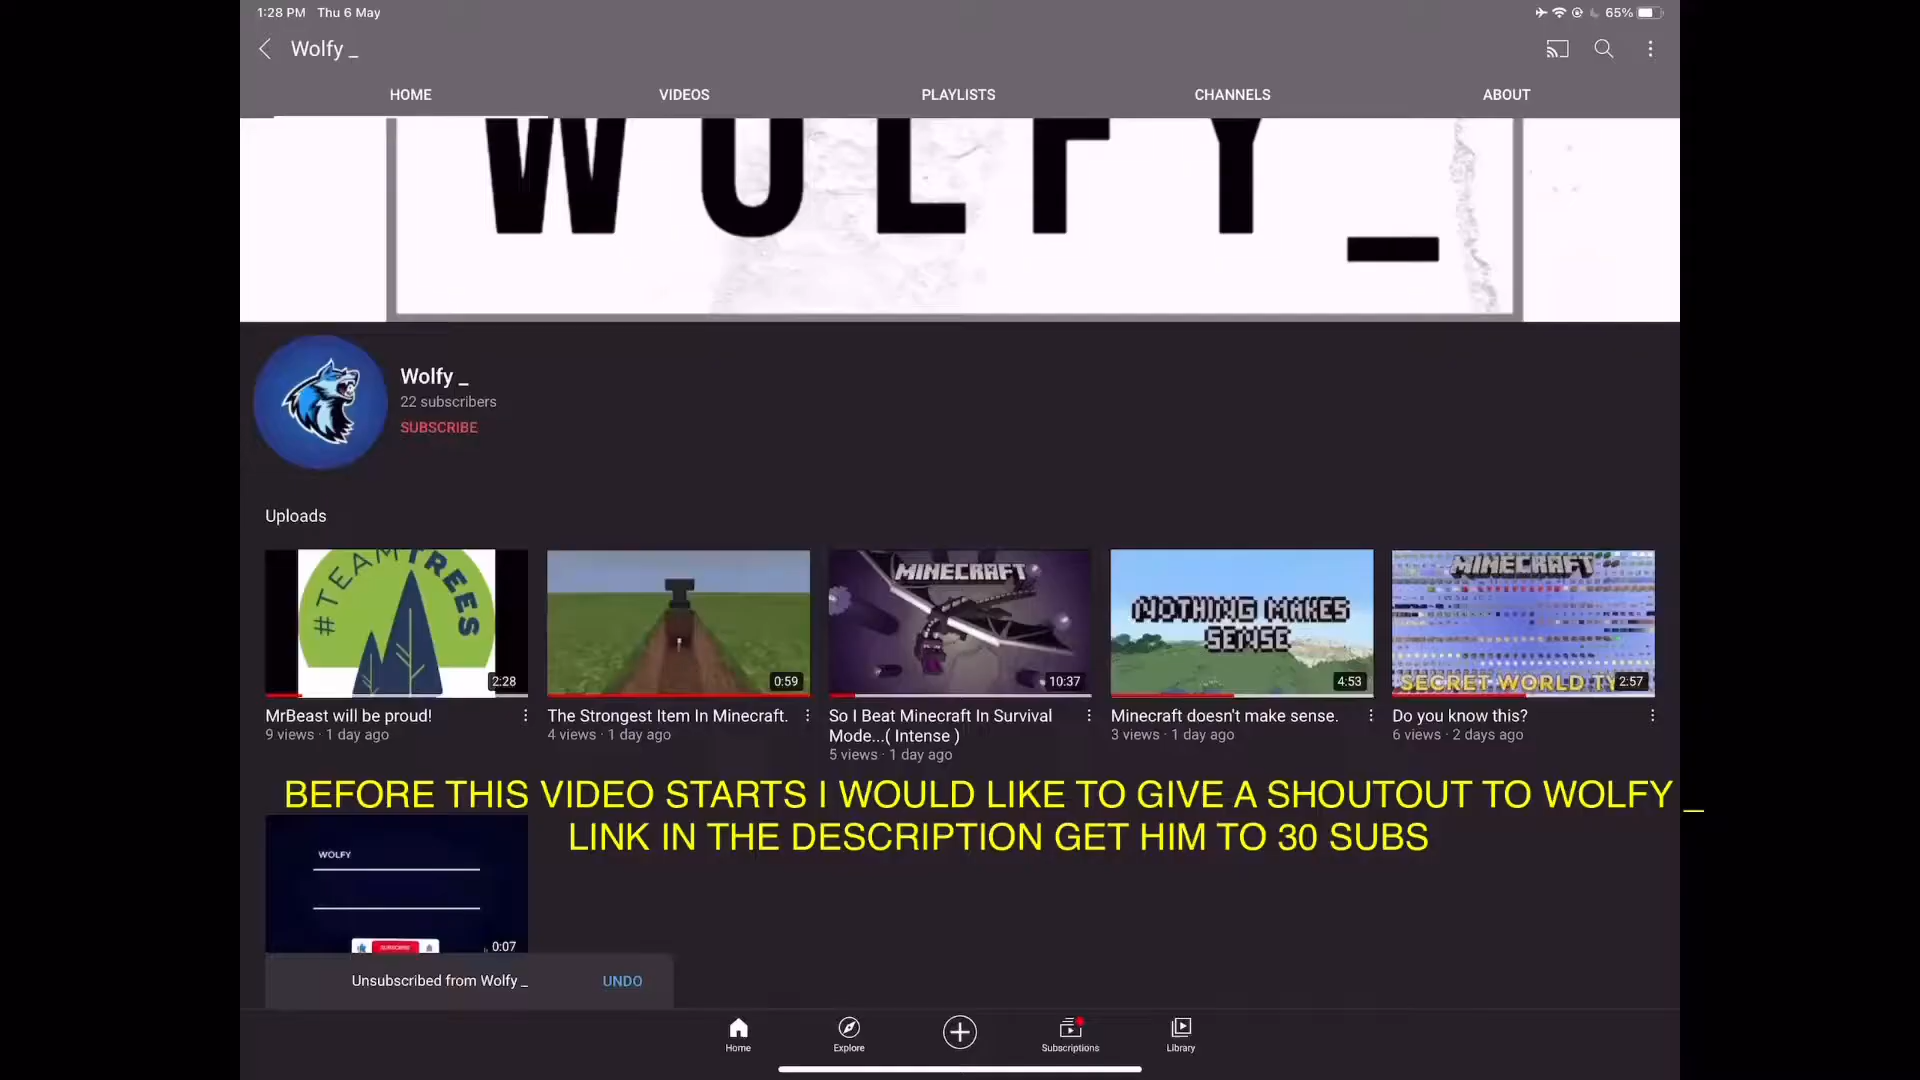 1:28 PM Thu 6 May
65%
Wolfy _
HOME VIDEOS PLAYLISTS CHANNELS ABOUT
WOLFY_
Wolfy _
22 subscribers
SUBSCRIBE
Uploads
#TEAMTREES
2:28
0:59
MINECRAFT
10:37
NOTHING MAKES
SENSE
4:53
MINECRAFT
SECRET WORLD TY
2:57
MrBeast will be proud!
9 views · 1 day ago
The Strongest Item In Minecraft.
4 views · 1 day ago
So I Beat Minecraft In Survival
Mode...( Intense )
5 views · 1 day ago
Minecraft doesn't make sense.
3 views · 1 day ago
Do you know this?
6 views · 2 days ago
BEFORE THIS VIDEO STARTS I WOULD LIKE TO GIVE A SHOUTOUT TO WOLFY _
LINK IN THE DESCRIPTION GET HIM TO 30 SUBS
WOLFY
SUBSCRIBE
0:07
Unsubscribed from Wolfy _ UNDO
Home Explore Subscriptions Library